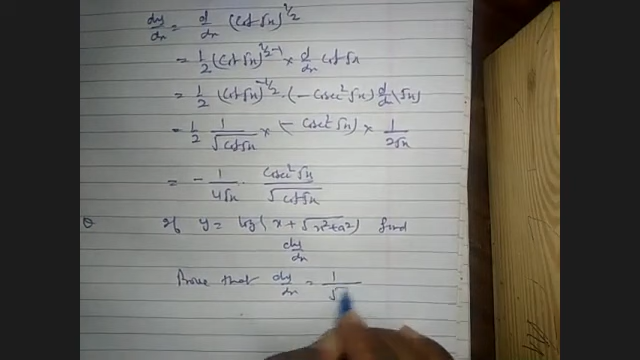 dy/dx = d/dx (cot√x)^1/2
= 1/2 (cot√x)^1/2-1 × d/dx cot√x
= 1/2 (cot√x)^-1/2 · (-cosec²√x) d/dx (√x)
= 1/2 1/√cot√x × (-cosec²√x) × 1/2√x
= - 1/4√x · cosec²√x/√cot√x
Q If y = log(x + √x²+a²) find
dy/dx
Prove that dy/dx = 1/√